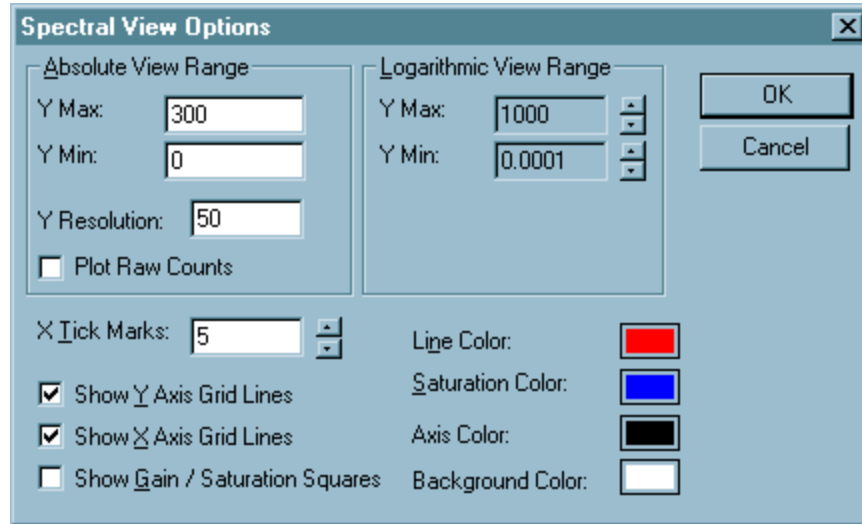 Spectral View Options
Absolute View Range
Y Max: 300
Y Min: 0
Y Resolution: 50
Plot Raw Counts
Logarithmic View Range
Y Max: 1000
Y Min: 0.0001
OK
Cancel
X Tick Marks: 5
Show Y Axis Grid Lines
Show X Axis Grid Lines
Show Gain / Saturation Squares
Line Color:
Saturation Color:
Axis Color:
Background Color: